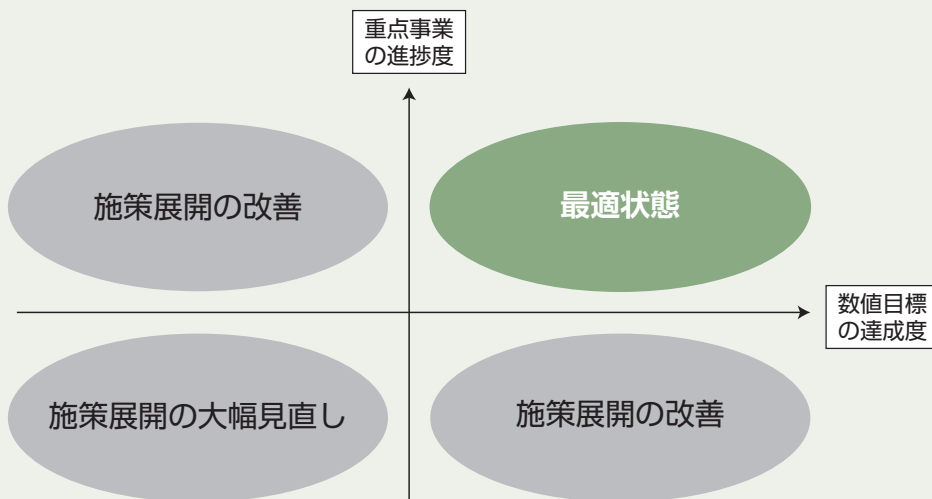 重点事業
の進捗度
施策展開の改善
最適状態
数値目標
の達成度
施策展開の大幅見直し
施策展開の改善